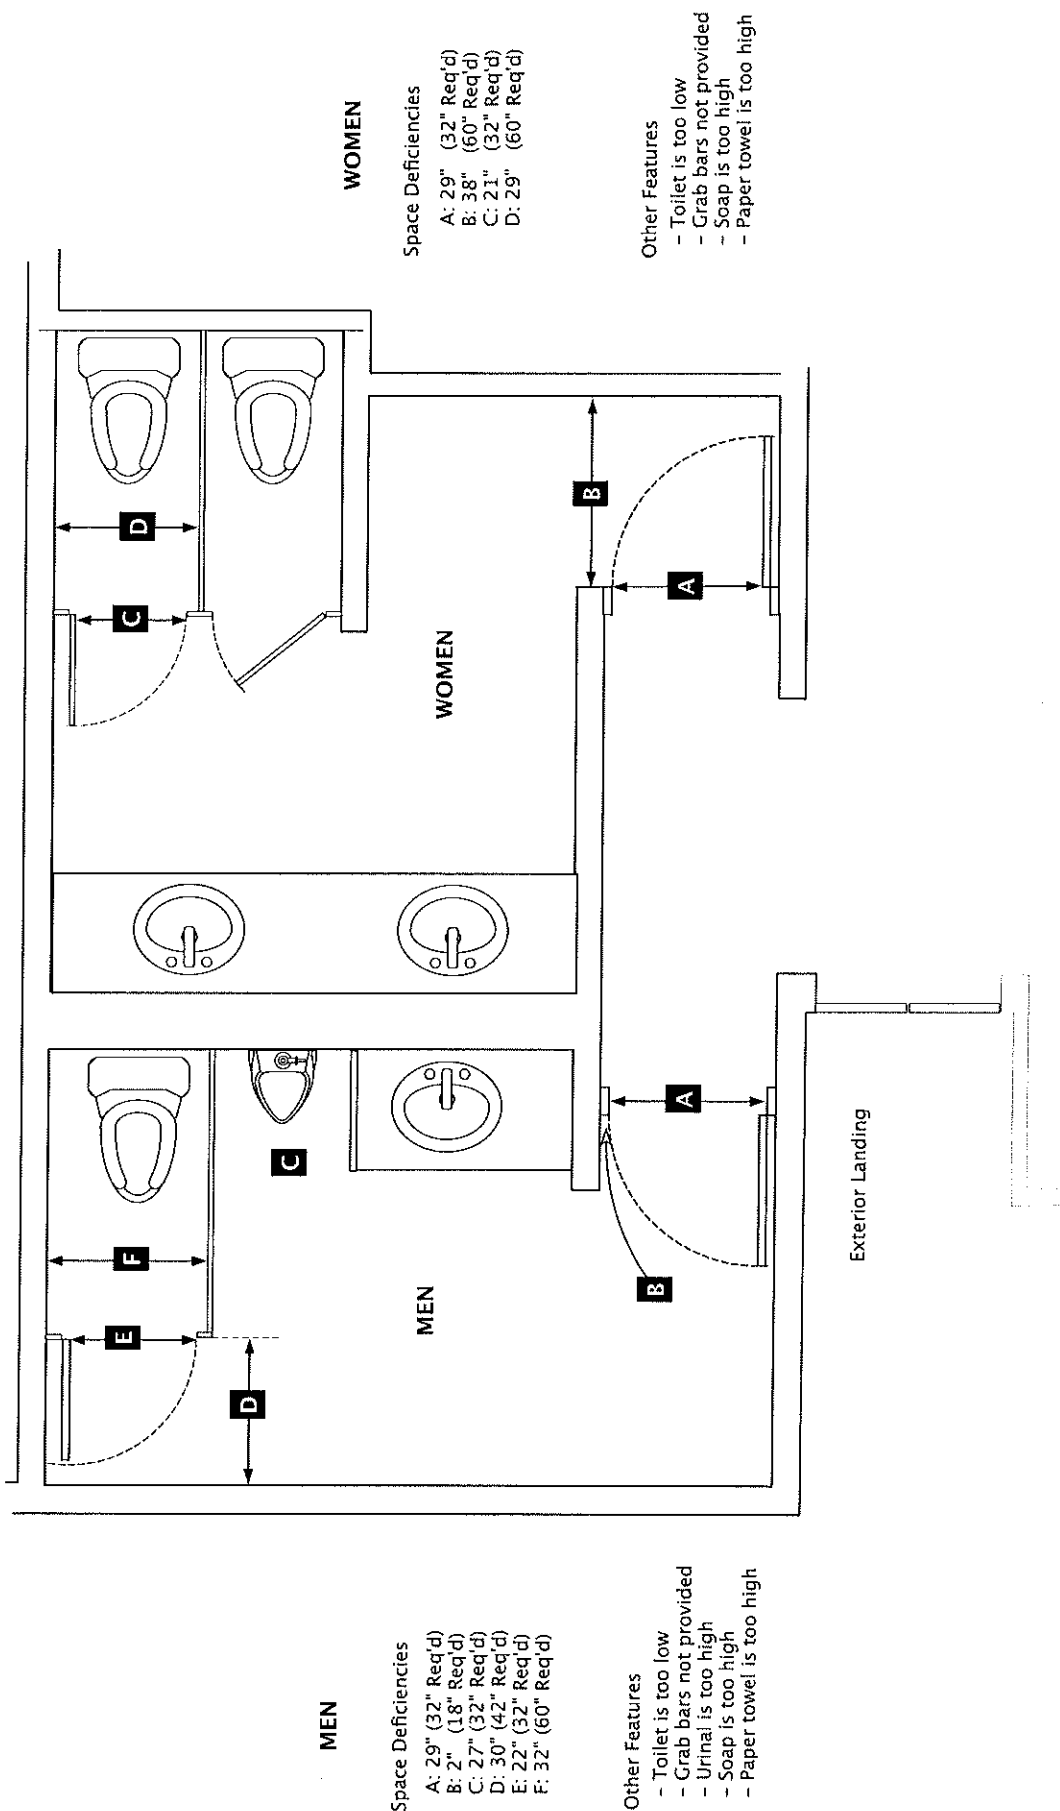 MEN
Space Deficiencies
A: 29" (32" Req'd)
B: 2" (18" Req'd)
C: 27" (32" Req'd)
D: 30" (42" Req'd)
E: 22" (32" Req'd)
F: 32" (60" Req'd)
Other Features
- Toilet is too low
- Grab bars not provided
- Urinal is too high
- Soap is too high
- Paper towel is too high
E
F
D
C
MEN
B
A
Exterior Landing
C
D
WOMEN
B
A
WOMEN
Space Deficiencies
A: 29" (32" Req'd)
B: 38" (60" Req'd)
C: 21" (32" Req'd)
D: 29" (60" Req'd)
Other Features
- Toilet is too low
- Grab bars not provided
- Soap is too high
- Paper towel is too high